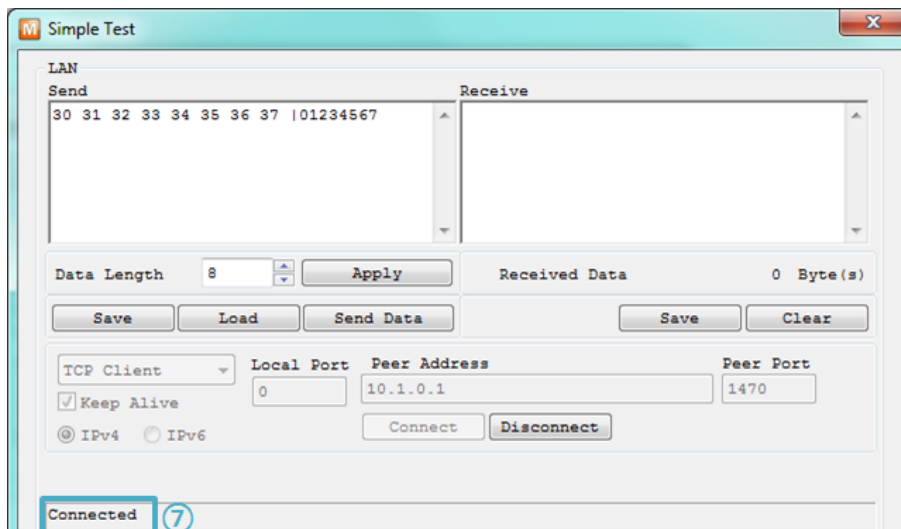 M Simple Test
LAN
Send Receive
30 31 32 33 34 35 36 37 |01234567
Data Length 8 Apply Received Data 0 Byte(s)
Save Load Send Data Save Clear
TCP Client Local Port Peer Address Peer Port
0 10.1.0.1 1470
Keep Alive
Connect Disconnect
IPv4 IPv6
Connected ⑦